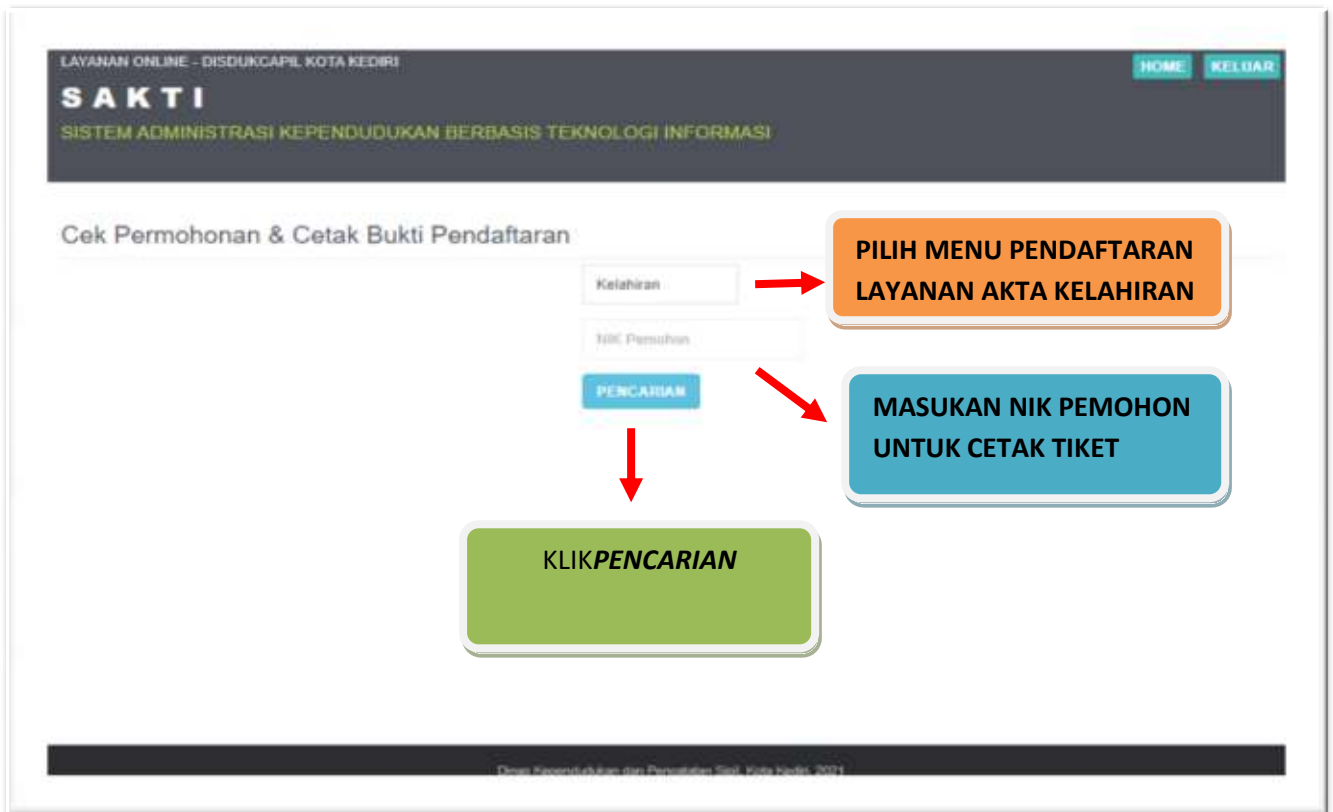 LAYANAN ONLINE - DISDUKCAPIL KOTA KEDIRI
HOME KELUAR
S A K T I
SISTEM ADMINISTRASI KEPENDUDUKAN BERBASIS TEKNOLOGI INFORMASI
Cek Permohonan & Cetak Bukti Pendaftaran
Kelahiran
PILIH MENU PENDAFTARAN
LAYANAN AKTA KELAHIRAN
NIK Pemohon
PENCARIAN
MASUKAN NIK PEMOHON
UNTUK CETAK TIKET
KLIKPENCARIAN
Dinas Kependudukan dan Pencatatan Sipil, Kota Kediri, 2021